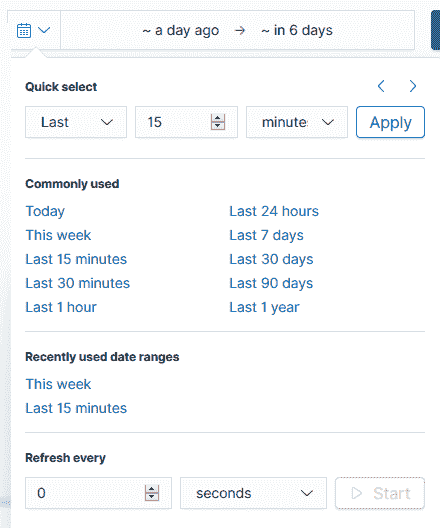 ~ a day ago → ~ in 6 days
Quick select
Last 15 minute Apply
Commonly used
Today Last 24 hours
This week Last 7 days
Last 15 minutes Last 30 days
Last 30 minutes Last 90 days
Last 1 hour Last 1 year
Recently used date ranges
This week
Last 15 minutes
Refresh every
0 seconds Start